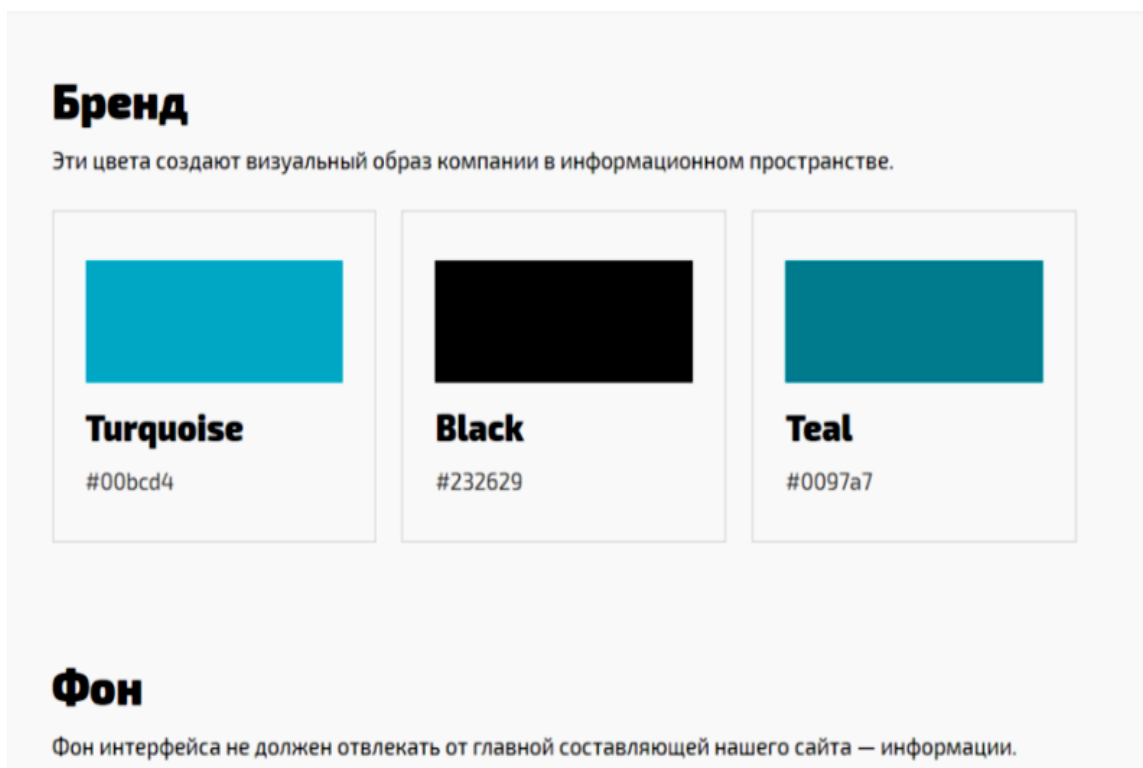 Бренд
Эти цвета создают визуальный образ компании в информационном пространстве.
Turquoise
#00bcd4
Black
#232629
Teal
#0097a7
Фон
Фон интерфейса не должен отвлекать от главной составляющей нашего сайта — информации.